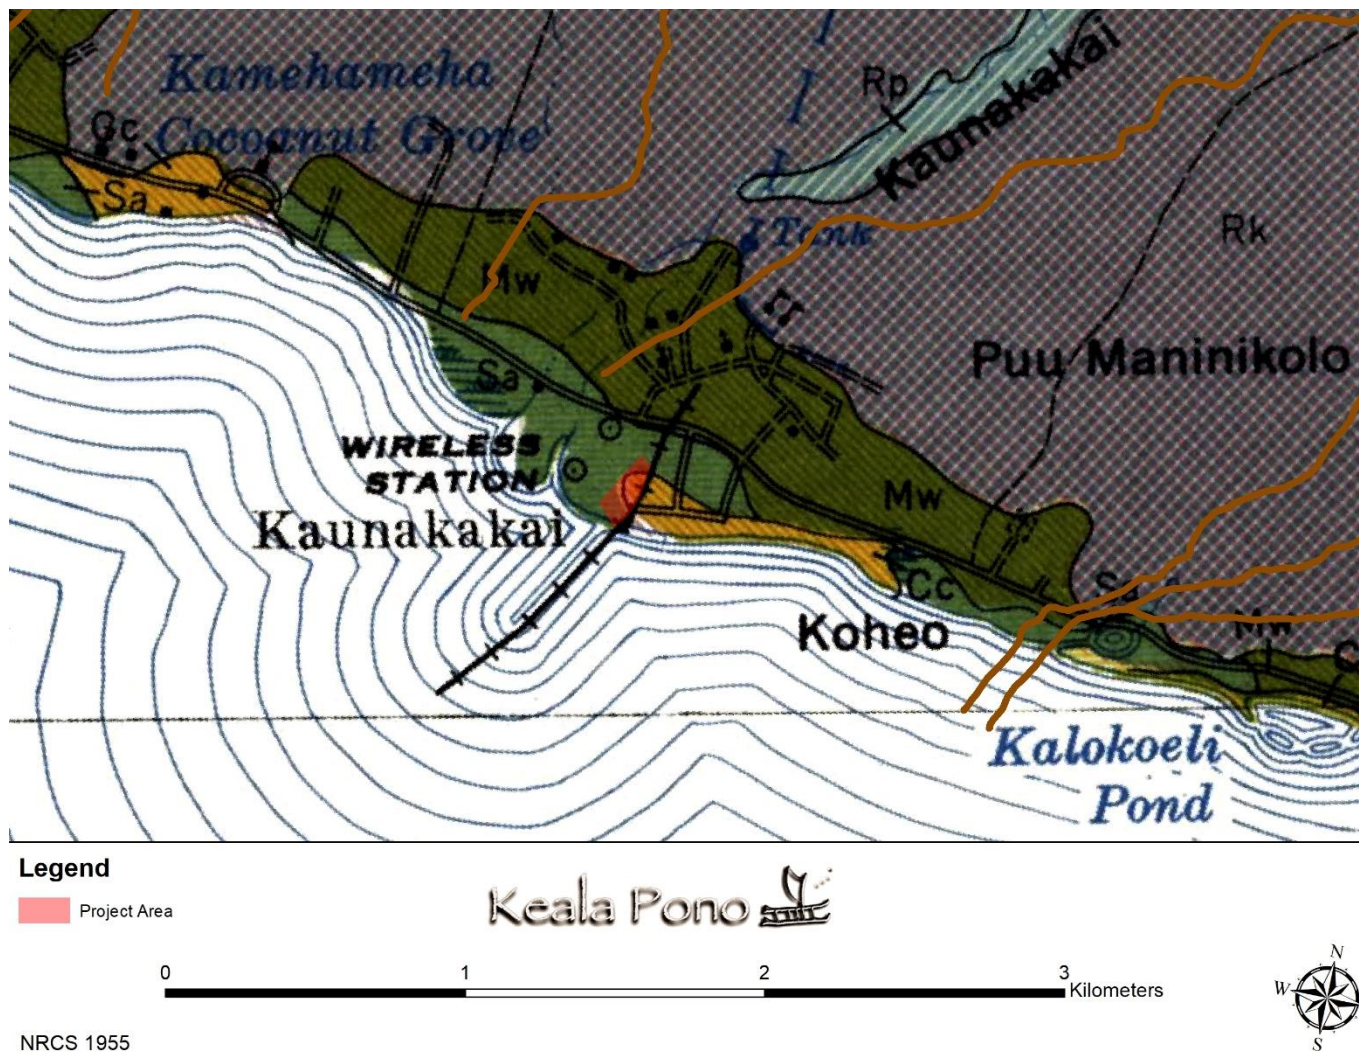 Kamehameha
Cocoanut Grove
Gc
Sa
Rp
Kaunakakai
Tank
Rk
Mw
Puu Maninikolo
Sa
WIRELESS
STATION
Kaunakakai
Mw
Cc
Sa
Koheo
Mw
C
Kalokoeli
Pond
Legend
Project Area
Keala Pono
0 1 2 3
Kilometers
N
W
S
NRCS 1955